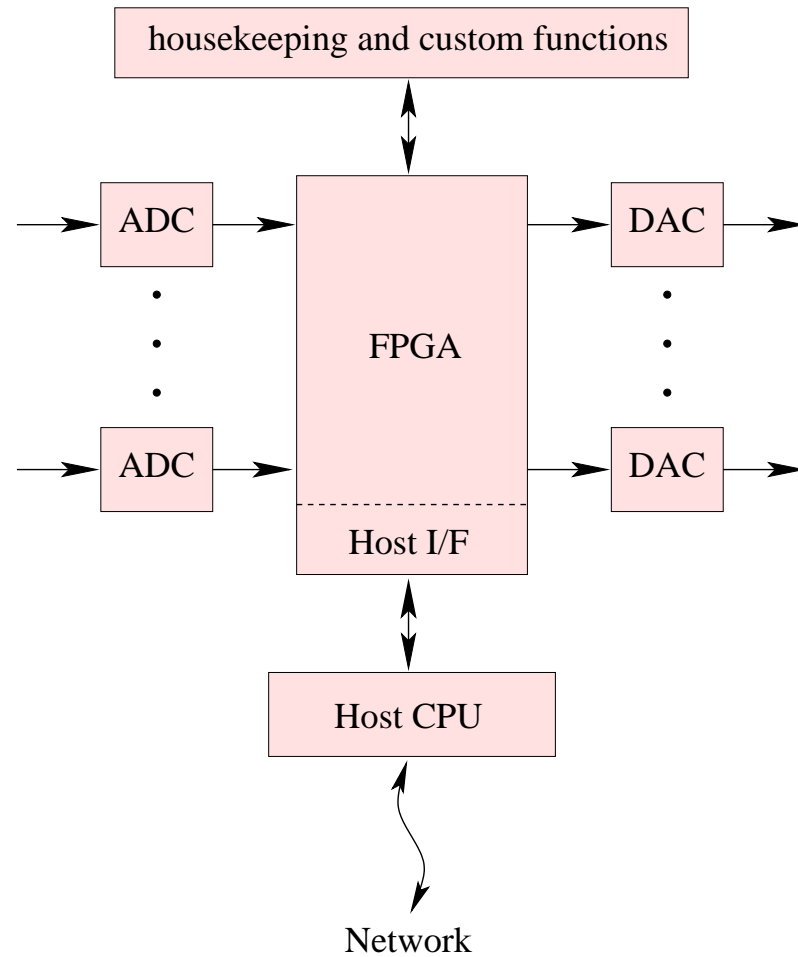 housekeeping and custom functions
ADC
DAC
FPGA
ADC
DAC
Host I/F
Host CPU
Network